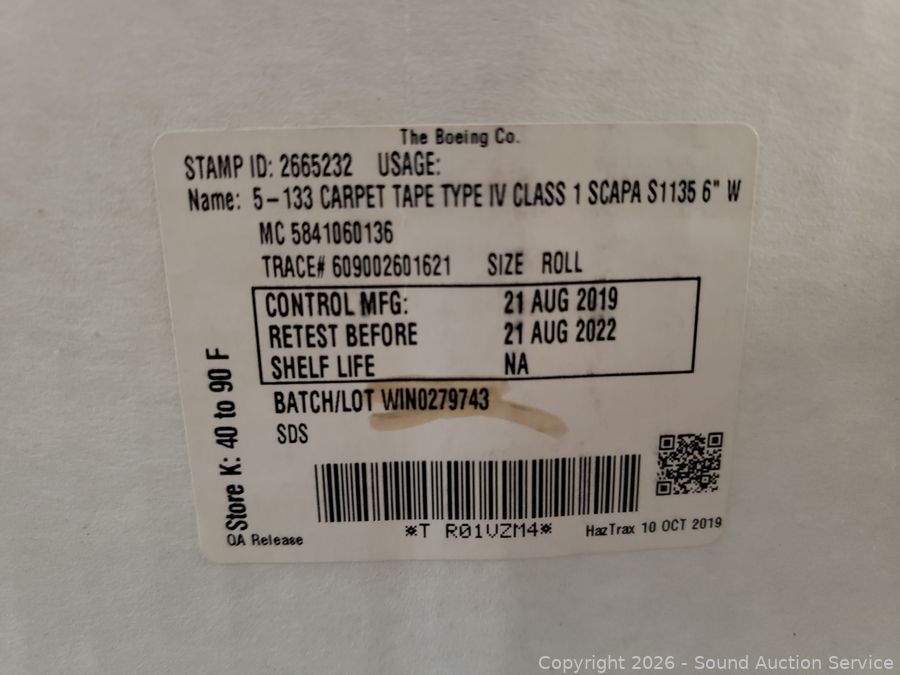 The Boeing Co.
STAMP ID: 2665232 USAGE:
Name: 5-133 CARPET TAPE TYPE IV CLASS 1 SCAPA S1135 6" W
MC 5841060136
TRACE# 609002601621 SIZE ROLL
CONTROL MFG: 21 AUG 2019
RETEST BEFORE 21 AUG 2022
SHELF LIFE NA
BATCH/LOT WIN0279743
SDS
Store K: 40 to 90 F
*T R01VZM4*
QA Release
HazTrax 10 OCT 2019
Copyright 2026 - Sound Auction Service